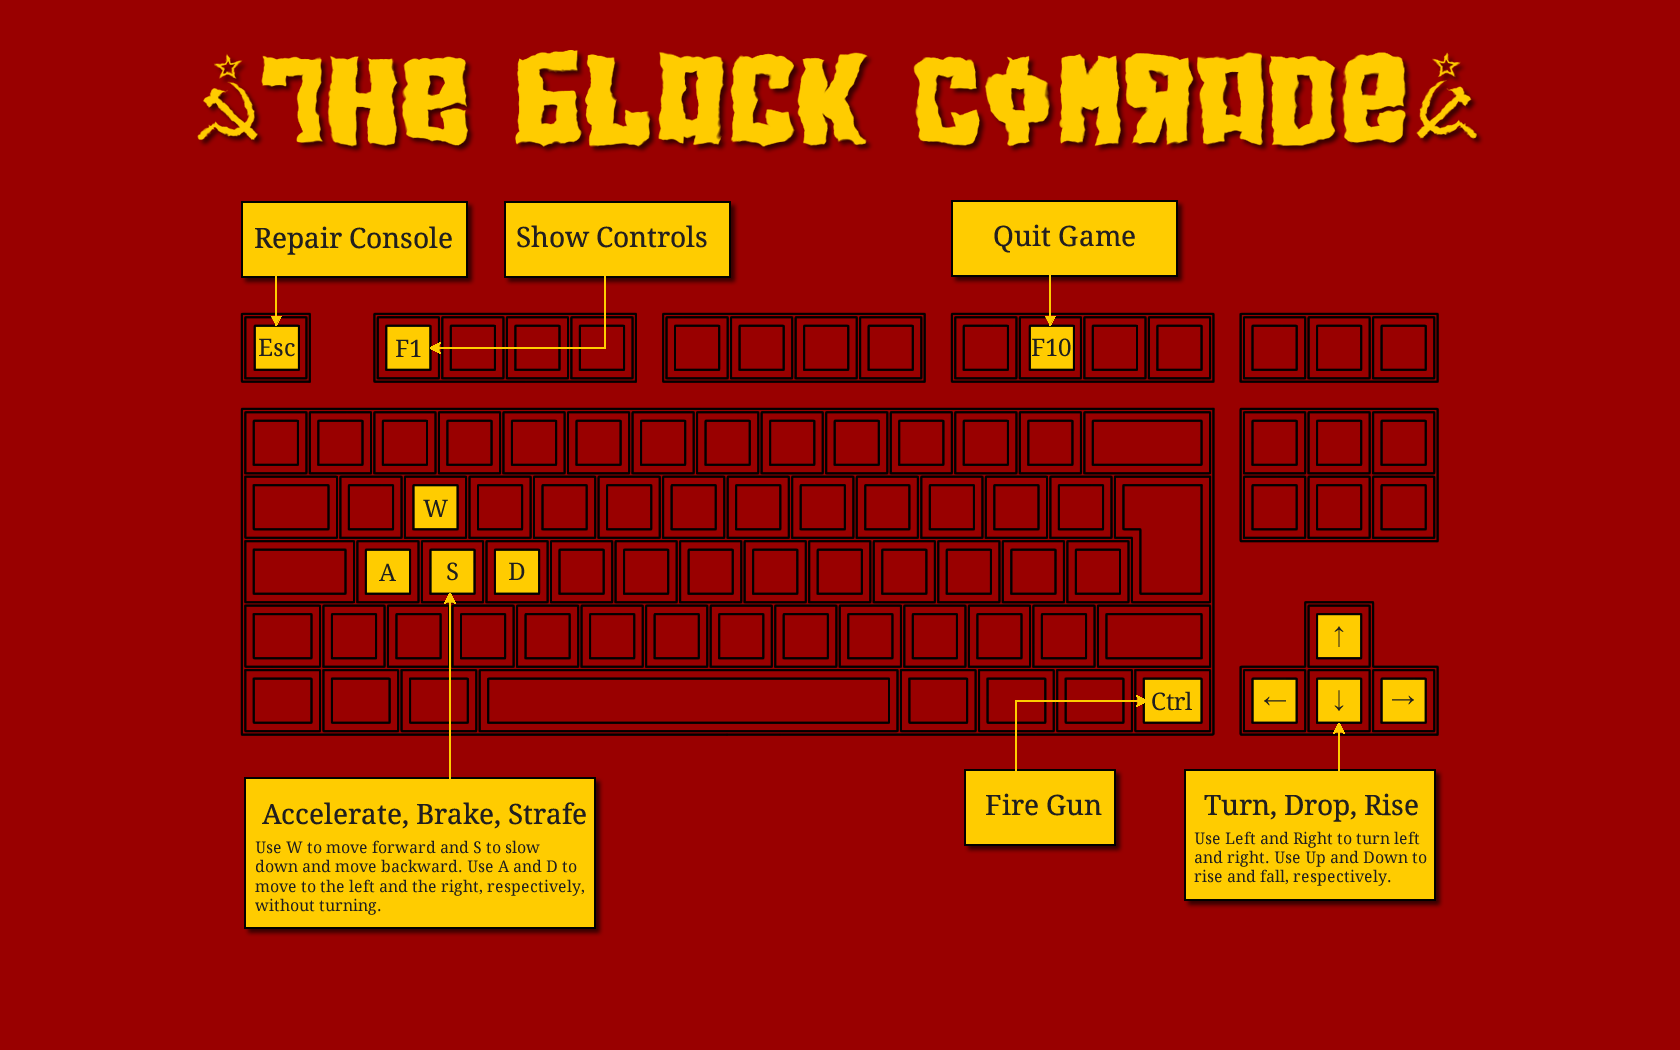 THE BLACK COMRADE
Repair Console
Show Controls
Quit Game
Esc
F1
F10
W
A
S
D
↑
Ctrl
←
↓
→
Accelerate, Brake, Strafe
Use W to move forward and S to slow
down and move backward. Use A and D to
move to the left and the right, respectively,
without turning.
Fire Gun
Turn, Drop, Rise
Use Left and Right to turn left
and right. Use Up and Down to
rise and fall, respectively.